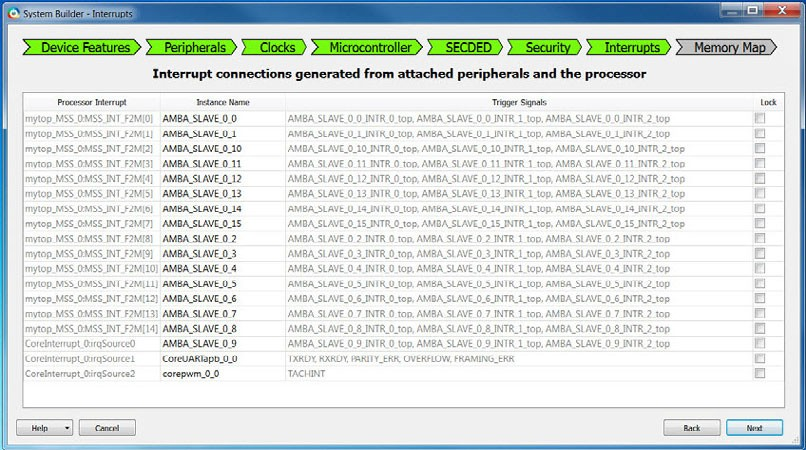 System Builder - Interrupts
Device Features Peripherals Clocks Microcontroller SECDED Security Interrupts Memory Map
Interrupt connections generated from attached peripherals and the processor
Processor Interrupt Instance Name Trigger Signals Lock
mytop_MSS_0:MSS_INT_F2M[0] AMBA_SLAVE_0_0 AMBA_SLAVE_0_0_INTR_0_top, AMBA_SLAVE_0_0_INTR_1_top, AMBA_SLAVE_0_0_INTR_2_top
mytop_MSS_0:MSS_INT_F2M[1] AMBA_SLAVE_0_1 AMBA_SLAVE_0_1_INTR_0_top, AMBA_SLAVE_0_1_INTR_1_top, AMBA_SLAVE_0_1_INTR_2_top
mytop_MSS_0:MSS_INT_F2M[2] AMBA_SLAVE_0_10 AMBA_SLAVE_0_10_INTR_0_top, AMBA_SLAVE_0_10_INTR_1_top, AMBA_SLAVE_0_10_INTR_2_top
mytop_MSS_0:MSS_INT_F2M[3] AMBA_SLAVE_0_11 AMBA_SLAVE_0_11_INTR_0_top, AMBA_SLAVE_0_11_INTR_1_top, AMBA_SLAVE_0_11_INTR_2_top
mytop_MSS_0:MSS_INT_F2M[4] AMBA_SLAVE_0_12 AMBA_SLAVE_0_12_INTR_0_top, AMBA_SLAVE_0_12_INTR_1_top, AMBA_SLAVE_0_12_INTR_2_top
mytop_MSS_0:MSS_INT_F2M[5] AMBA_SLAVE_0_13 AMBA_SLAVE_0_13_INTR_0_top, AMBA_SLAVE_0_13_INTR_1_top, AMBA_SLAVE_0_13_INTR_2_top
mytop_MSS_0:MSS_INT_F2M[6] AMBA_SLAVE_0_14 AMBA_SLAVE_0_14_INTR_0_top, AMBA_SLAVE_0_14_INTR_1_top, AMBA_SLAVE_0_14_INTR_2_top
mytop_MSS_0:MSS_INT_F2M[7] AMBA_SLAVE_0_15 AMBA_SLAVE_0_15_INTR_0_top, AMBA_SLAVE_0_15_INTR_1_top, AMBA_SLAVE_0_15_INTR_2_top
mytop_MSS_0:MSS_INT_F2M[8] AMBA_SLAVE_0_2 AMBA_SLAVE_0_2_INTR_0_top, AMBA_SLAVE_0_2_INTR_1_top, AMBA_SLAVE_0_2_INTR_2_top
mytop_MSS_0:MSS_INT_F2M[9] AMBA_SLAVE_0_3 AMBA_SLAVE_0_3_INTR_0_top, AMBA_SLAVE_0_3_INTR_1_top, AMBA_SLAVE_0_3_INTR_2_top
mytop_MSS_0:MSS_INT_F2M[10] AMBA_SLAVE_0_4 AMBA_SLAVE_0_4_INTR_0_top, AMBA_SLAVE_0_4_INTR_1_top, AMBA_SLAVE_0_4_INTR_2_top
mytop_MSS_0:MSS_INT_F2M[11] AMBA_SLAVE_0_5 AMBA_SLAVE_0_5_INTR_0_top, AMBA_SLAVE_0_5_INTR_1_top, AMBA_SLAVE_0_5_INTR_2_top
mytop_MSS_0:MSS_INT_F2M[12] AMBA_SLAVE_0_6 AMBA_SLAVE_0_6_INTR_0_top, AMBA_SLAVE_0_6_INTR_1_top, AMBA_SLAVE_0_6_INTR_2_top
mytop_MSS_0:MSS_INT_F2M[13] AMBA_SLAVE_0_7 AMBA_SLAVE_0_7_INTR_0_top, AMBA_SLAVE_0_7_INTR_1_top, AMBA_SLAVE_0_7_INTR_2_top
mytop_MSS_0:MSS_INT_F2M[14] AMBA_SLAVE_0_8 AMBA_SLAVE_0_8_INTR_0_top, AMBA_SLAVE_0_8_INTR_1_top, AMBA_SLAVE_0_8_INTR_2_top
CoreInterrupt_0:irqSource0 AMBA_SLAVE_0_9 AMBA_SLAVE_0_9_INTR_0_top, AMBA_SLAVE_0_9_INTR_1_top, AMBA_SLAVE_0_9_INTR_2_top
CoreInterrupt_0:irqSource1 CoreUARTapb_0_0 TXRDY, RXRDY, PARITY_ERR, OVERFLOW, FRAMING_ERR
CoreInterrupt_0:irqSource2 corepwm_0_0 TACHINT
Help Cancel Back Next